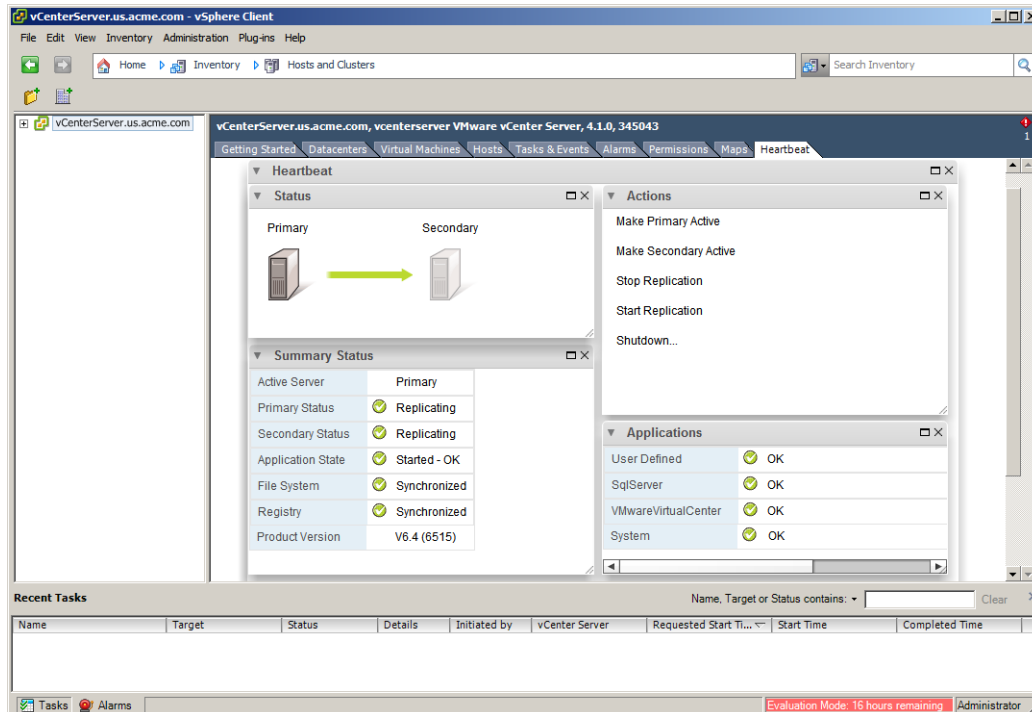 vCenterServer.us.acme.com - vSphere Client
File Edit View Inventory Administration Plug-ins Help
Home Inventory Hosts and Clusters Search Inventory
vCenterServer.us.acme.com
vCenterServer.us.acme.com, vcenterserver VMware vCenter Server, 4.1.0, 345043
1
Getting Started Datacenters Virtual Machines Hosts Tasks & Events Alarms Permissions Maps Heartbeat
Heartbeat
Status
Primary Secondary
Actions
Make Primary Active
Make Secondary Active
Stop Replication
Start Replication
Shutdown...
Summary Status
Active Server Primary
Primary Status Replicating
Secondary Status Replicating
Application State Started - OK
File System Synchronized
Registry Synchronized
Product Version V6.4 (6515)
Applications
User Defined OK
SqlServer OK
VMwareVirtualCenter OK
System OK
Recent Tasks Name, Target or Status contains: Clear
Name Target Status Details Initiated by vCenter Server Requested Start Ti... Start Time Completed Time
Tasks Alarms Evaluation Mode: 16 hours remaining Administrator